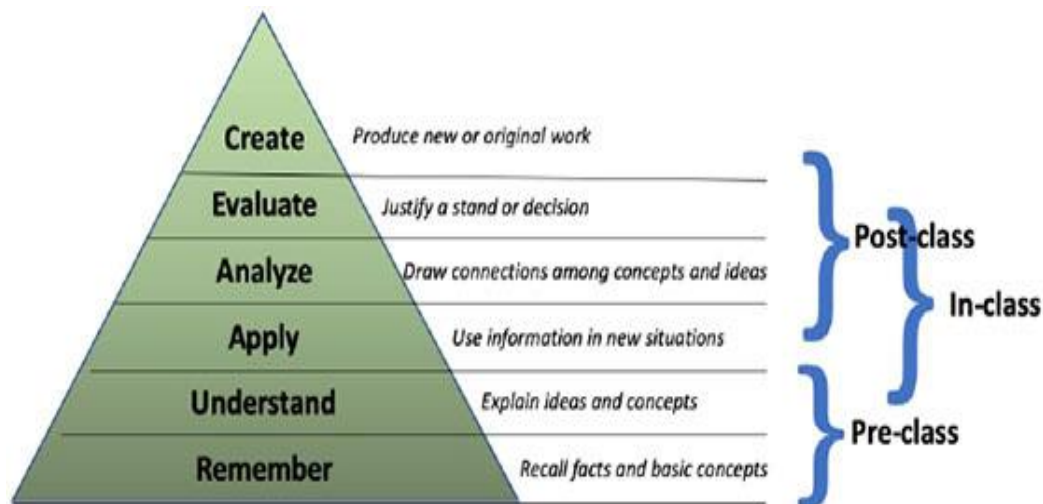 Create
Produce new or original work
Evaluate
Justify a stand or decision
Post-class
Analyze
Draw connections among concepts and ideas
In-class
Apply
Use information in new situations
Understand
Explain ideas and concepts
Pre-class
Remember
Recall facts and basic concepts